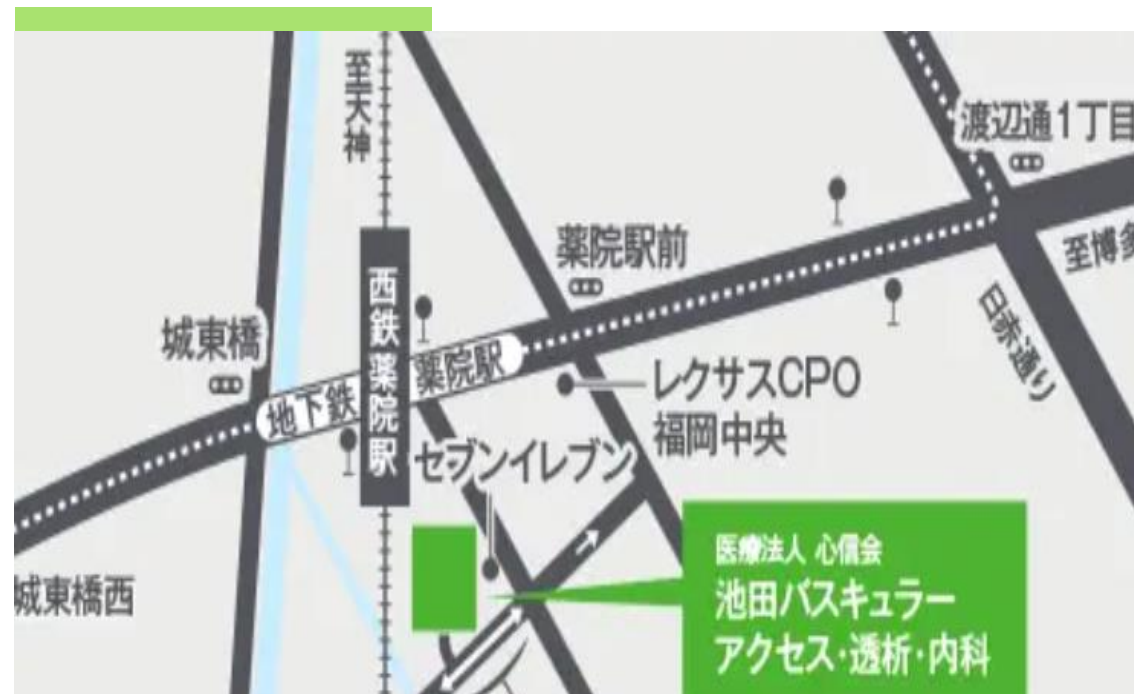 至天神
渡辺通1丁目
薬院駅前
至博多
西鉄薬院駅
日赤通り
城東橋
地下鉄 薬院駅
レクサスCPO
福岡中央
セブンイレブン
医療法人 心信会
池田バスキュラー
アクセス・透析・内科
城東橋西